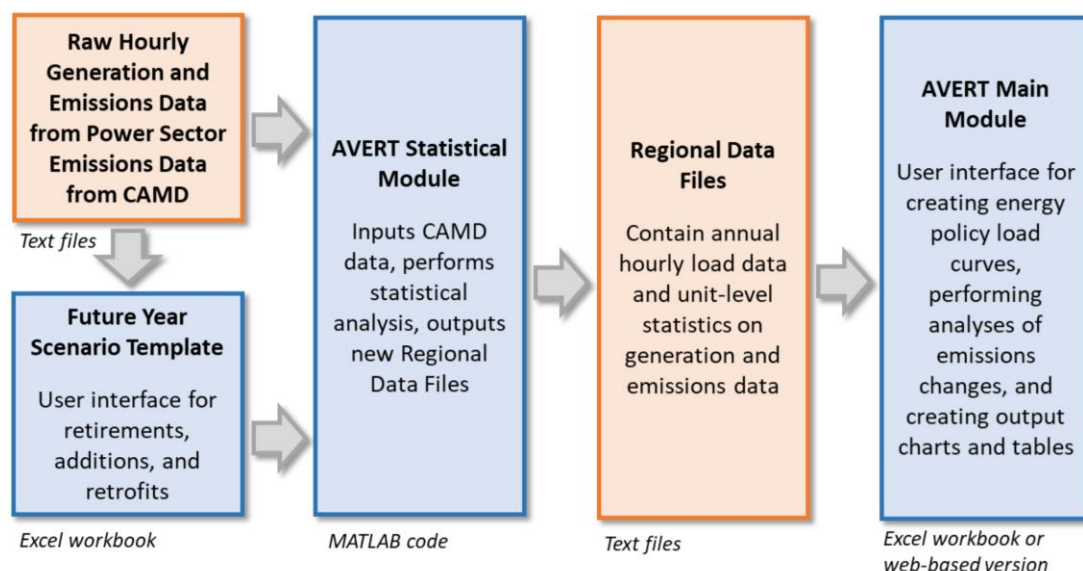 Raw Hourly
Generation and
Emissions Data
from Power Sector
Emissions Data
from CAMD
Text files
Future Year
Scenario Template
User interface for
retirements,
additions, and
retrofits
Excel workbook
AVERT Statistical
Module
Inputs CAMD
data, performs
statistical
analysis, outputs
new Regional
Data Files
MATLAB code
Regional Data
Files
Contain annual
hourly load data
and unit-level
statistics on
generation and
emissions data
Text files
AVERT Main
Module
User interface for
creating energy
policy load
curves,
performing
analyses of
emissions
changes, and
creating output
charts and tables
Excel workbook or
web-based version